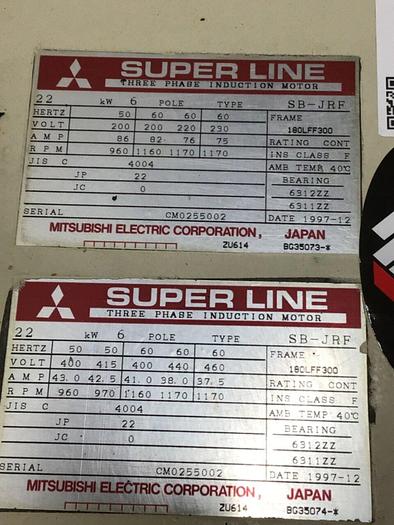 SUPER LINE
THREE PHASE INDUCTION MOTOR
22 kW 6 POLE TYPE SB-JRF
HERTZ 50 60 60 60 FRAME
VOLT 200 200 220 230 180LFF300
AMP 86 82 76 75 RATING CONT
RPM 960 1160 1170 1170 INS CLASS F
JIS C 4004 AMB TEMP 40℃
JP 22 BEARING
JC 0 6312ZZ
6311ZZ
SERIAL CM0255002 DATE 1997-12
MITSUBISHI ELECTRIC CORPORATION, JAPAN
ZU614 BG35073-*
SUPER LINE
THREE PHASE INDUCTION MOTOR
22 kW 6 POLE TYPE SB-JRF
HERTZ 50 50 60 60 60 FRAME
VOLT 400 415 400 440 460 180LFF300
AMP 43.0 42.5 41.0 38.0 37.5 RATING CONT
RPM 960 970 1160 1170 1170 INS CLASS F
JIS C 4004 AMB TEMP 40℃
JP 22 BEARING
JC 0 6312ZZ
6311ZZ
SERIAL CM0255002 DATE 1997-12
MITSUBISHI ELECTRIC CORPORATION, JAPAN
ZU614 BG35074-*